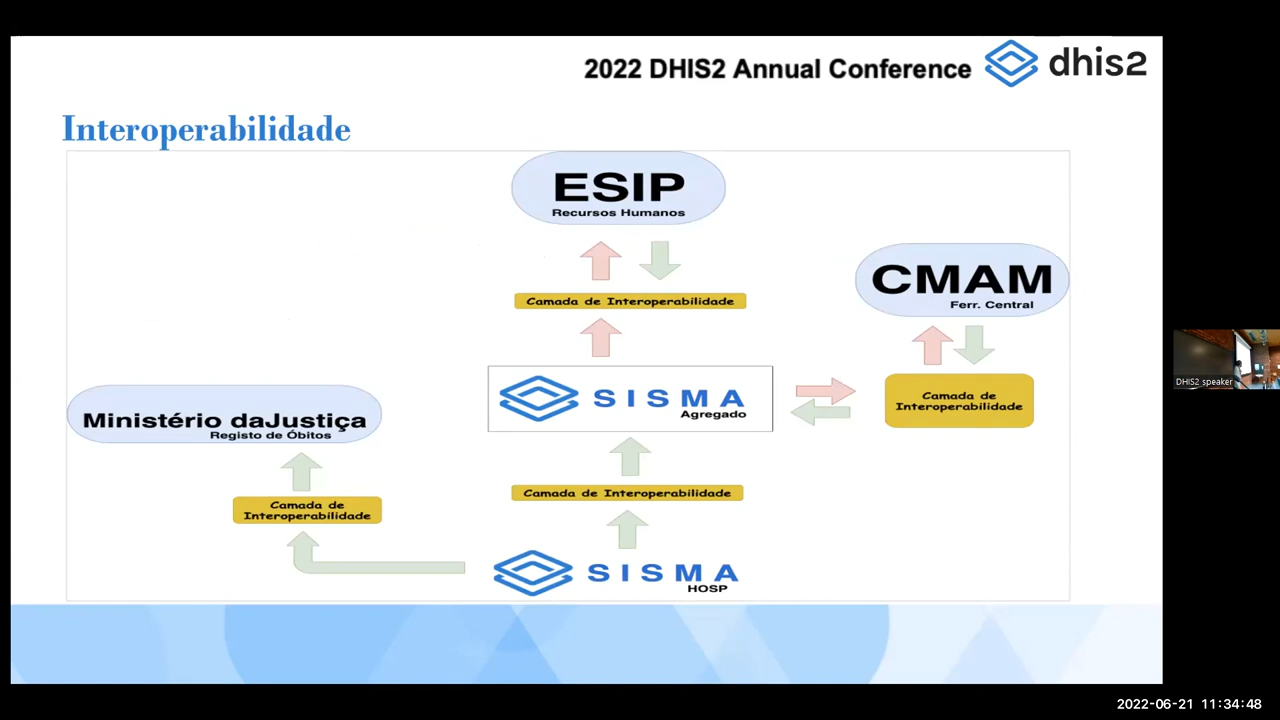 2022 DHIS2 Annual Conference
dhis2
Interoperabilidade
ESIP
Recursos Humanos
CMAM
Ferr. Central
Camada de Interoperabilidade
Camada de
Interoperabilidade
SISMA
Agregado
Ministério daJustiça
Registo de Óbitos
Camada de
Interoperabilidade
Camada de Interoperabilidade
SISMA
HOSP
DHIS2 speaker
2022-06-21 11:34:48